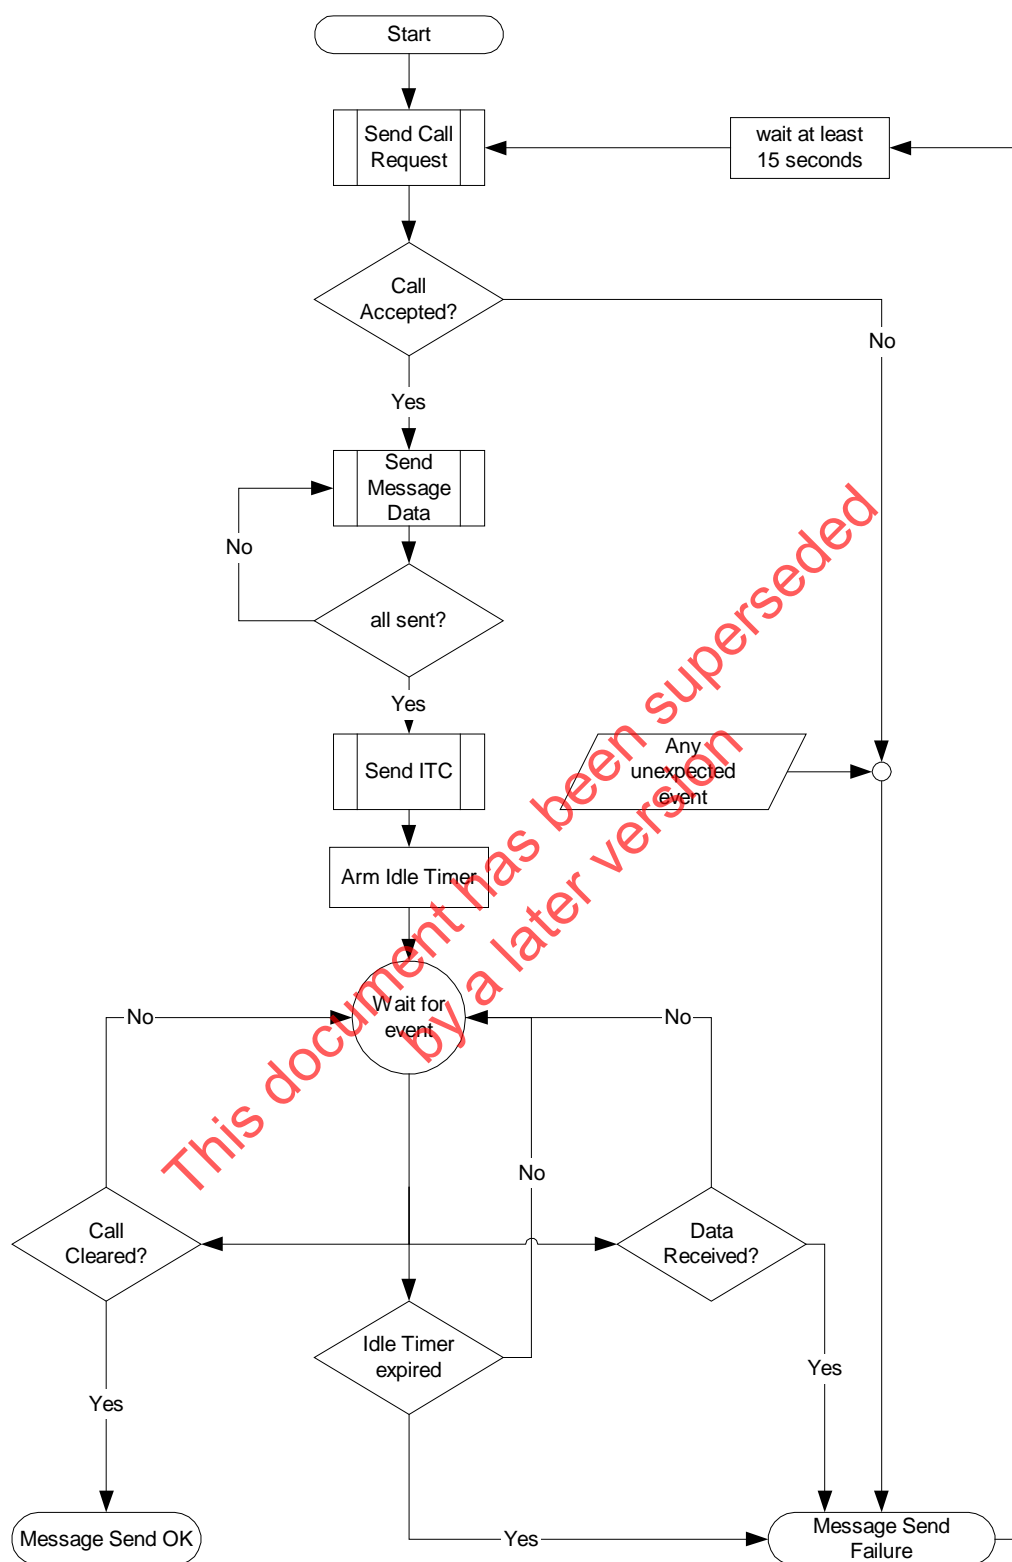 Start
Send Call
Request
wait at least
15 seconds
Call
Accepted?
No
Yes
Send
Message
Data
No
all sent?
Yes
Send ITC
Any
unexpected
event
Arm Idle Timer
Wait for
event
No
No
No
Call
Cleared?
Data
Received?
Idle Timer
expired
Yes
Yes
Yes
Message Send OK
Message Send
Failure
This document has been superseded
by a later version